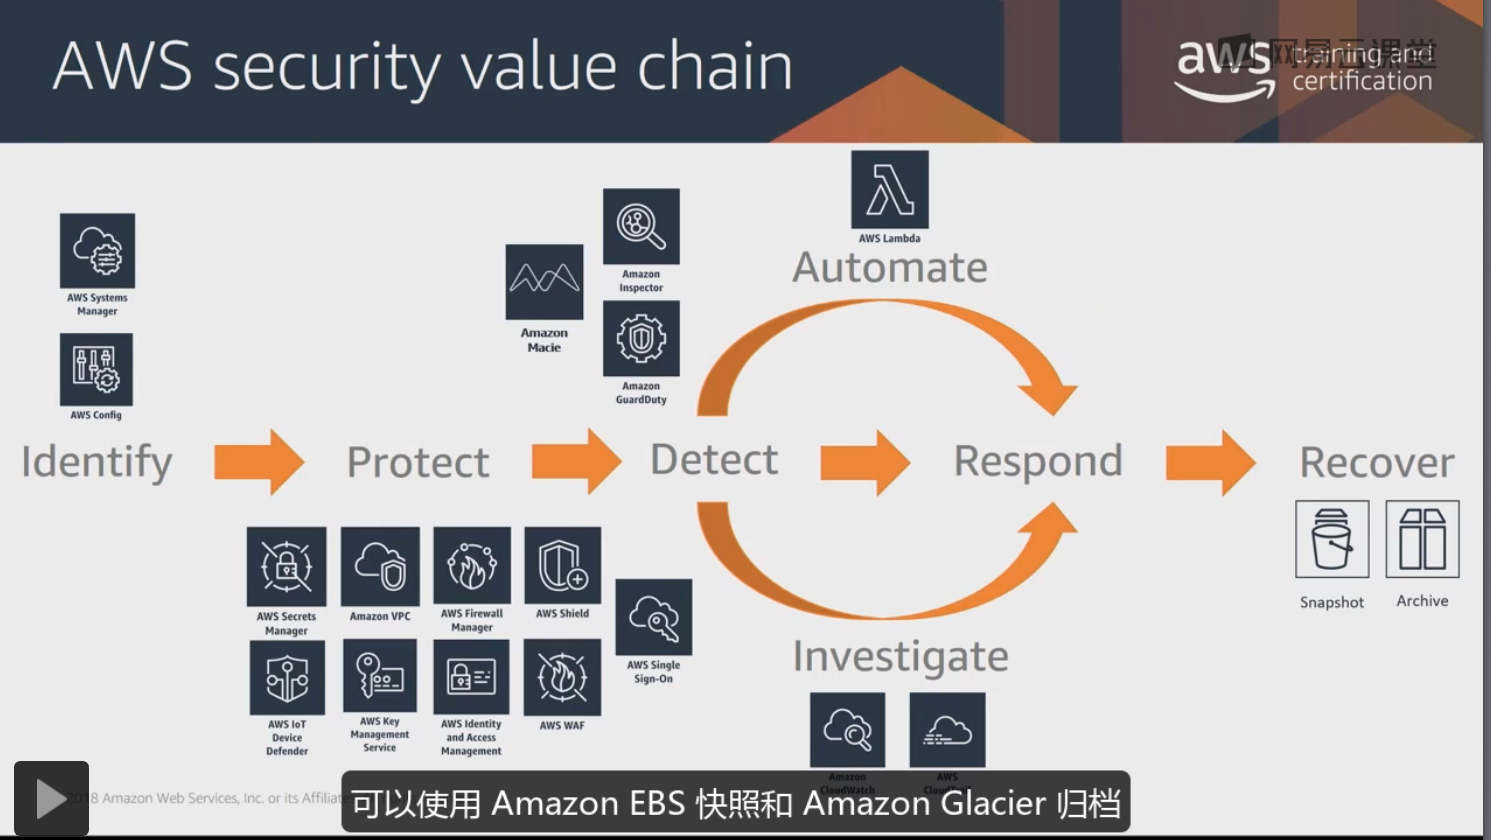 AWS security value chain
aws training and
certification
网易云课堂
AWS Lambda
Automate
Amazon
Inspector
Amazon
Macie
Amazon
GuardDuty
AWS Systems
Manager
AWS Config
Identify
Protect
Detect
Respond
Recover
Snapshot
Archive
AWS Secrets
Manager
Amazon VPC
AWS Firewall
Manager
AWS Shield
AWS Single
Sign-On
AWS IoT
Device
Defender
AWS Key
Management
Service
AWS Identity
and Access
Management
AWS WAF
Investigate
Amazon
CloudWatch
AWS
CloudTrail
Amazon Web Services, Inc. or its Affiliate
可以使用 Amazon EBS 快照和 Amazon Glacier 归档